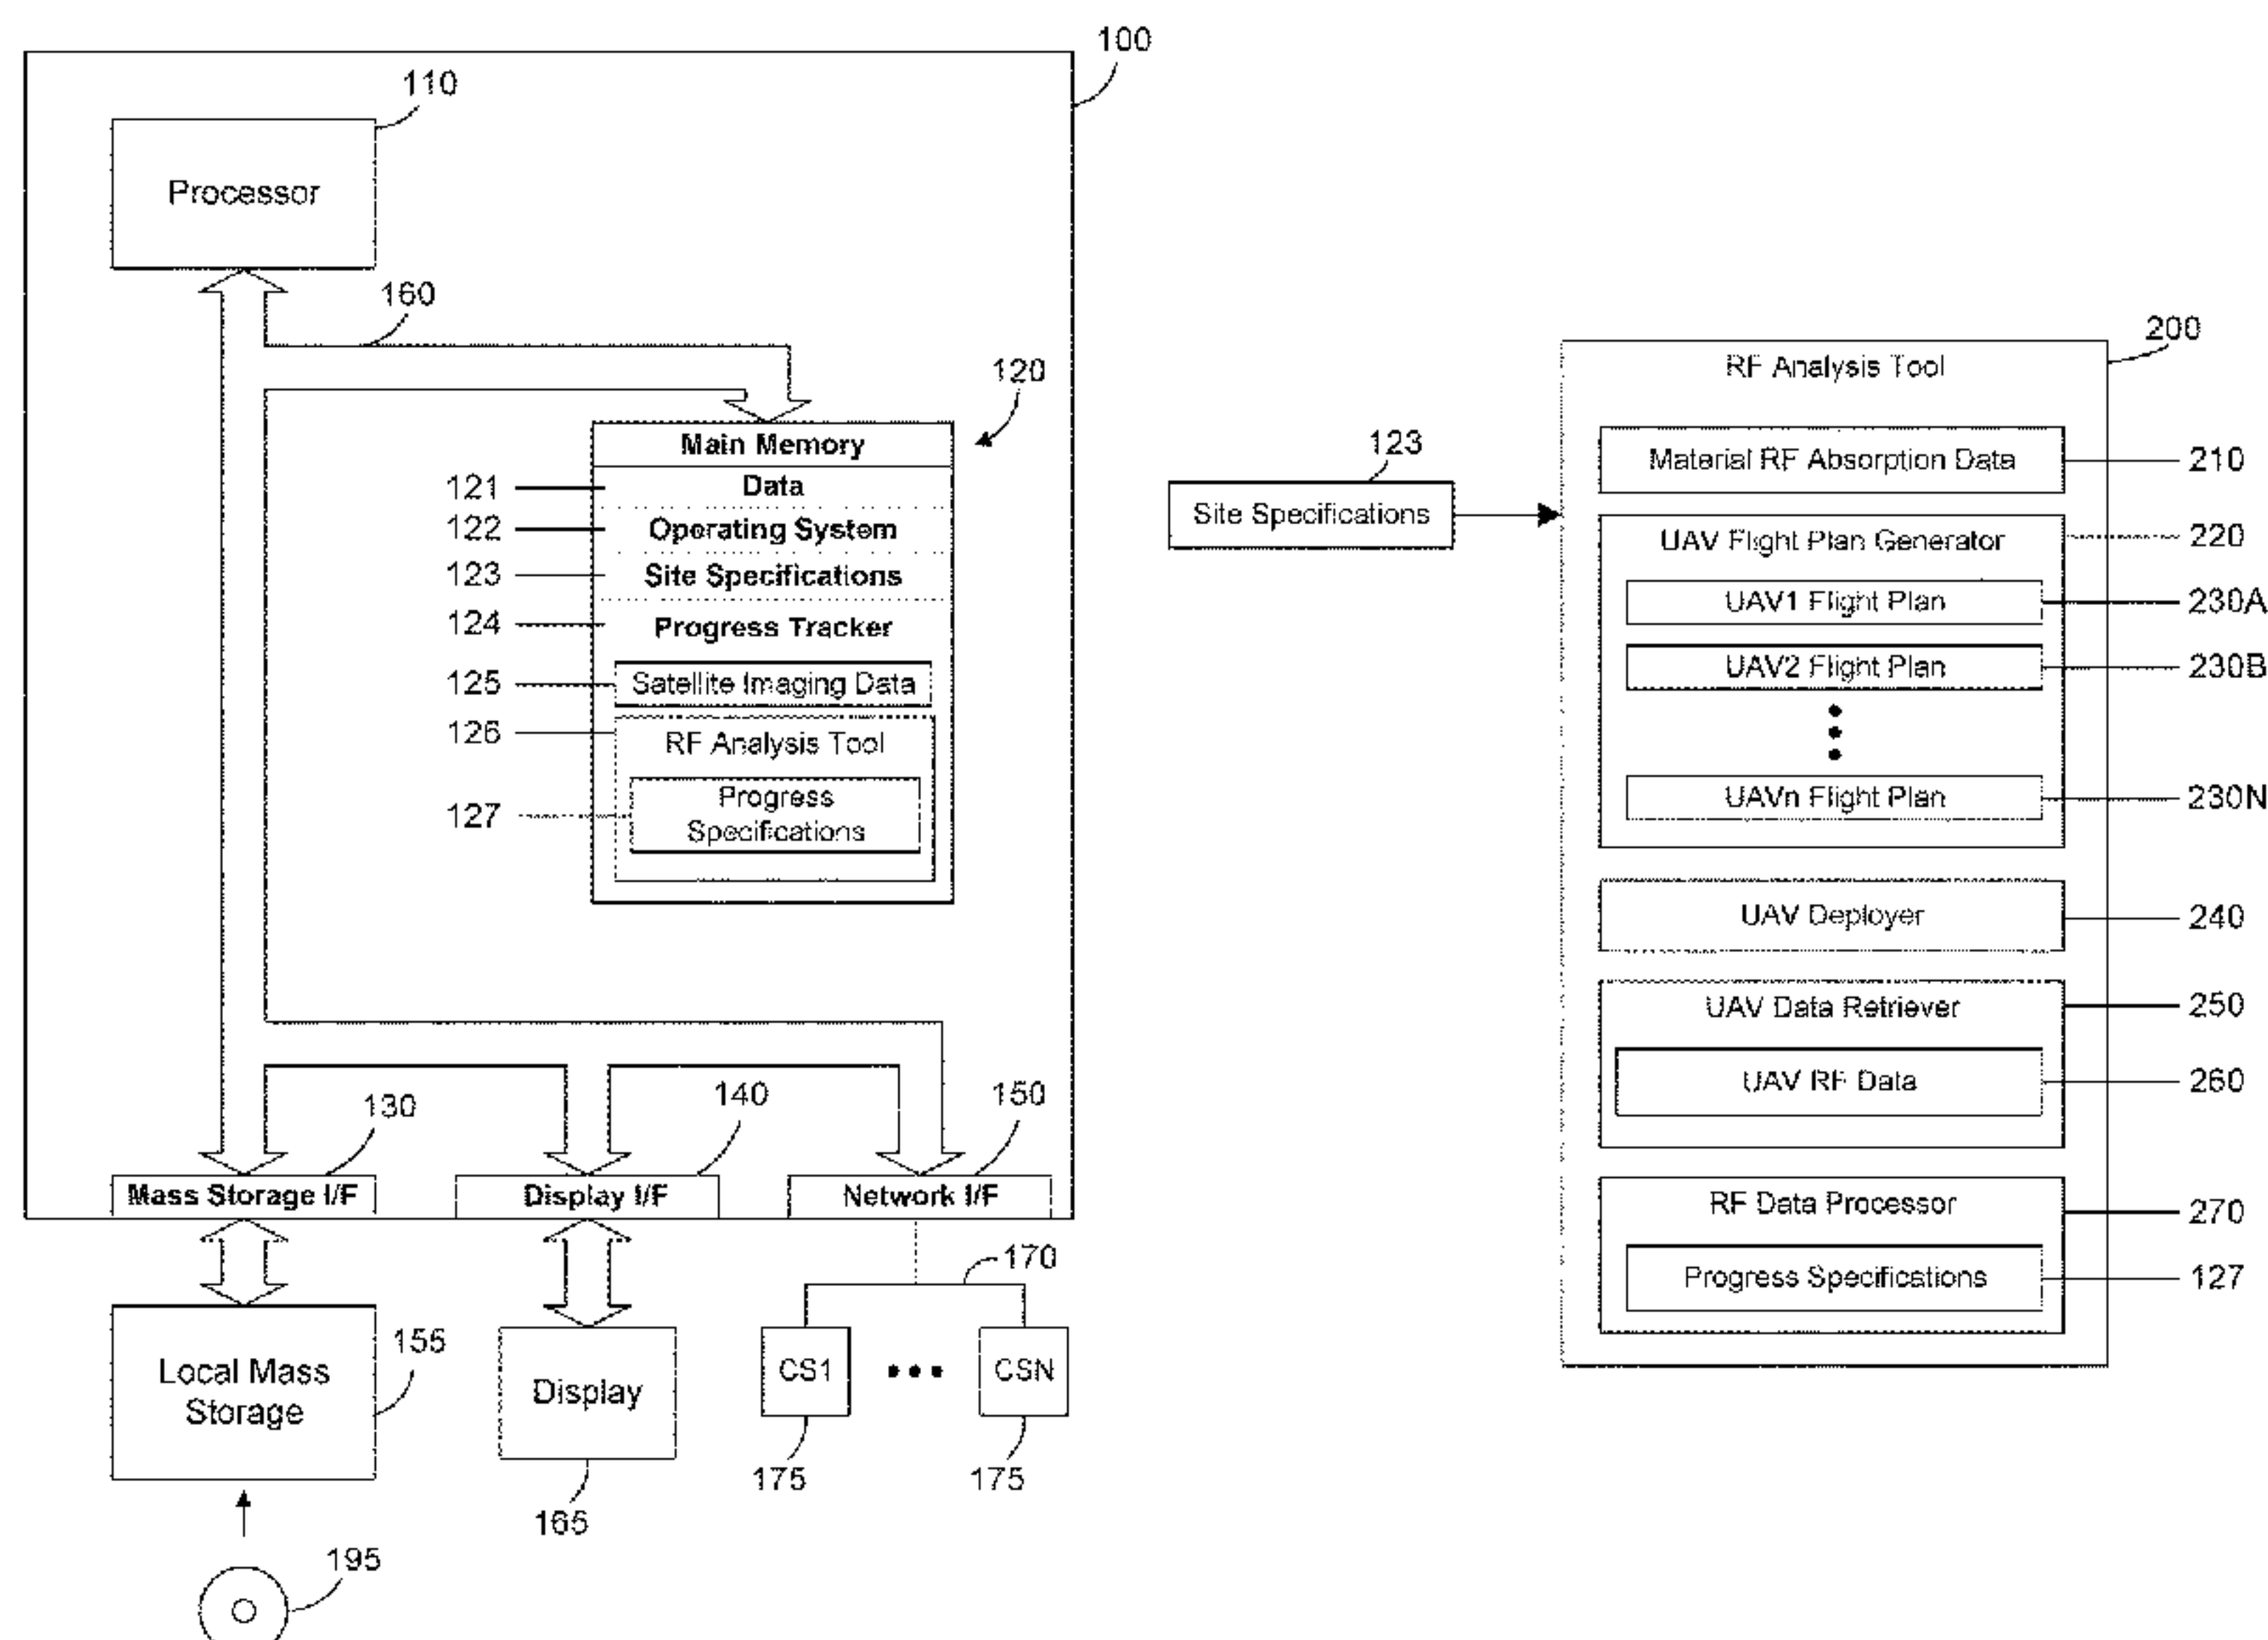 100
110
Processor
160
120
Main Memory
121
Data
122
Operating System
123
Site Specifications
124
Progress Tracker
125
Satellite Imaging Data
126
RF Analysis Tool
127
Progress
Specifications
130
140
150
Mass Storage I/F
Display I/F
Network I/F
170
Local Mass
Storage
155
Display
CS1
CSN
165
175
175
195
200
RF Analysis Tool
123
Site Specifications
Material RF Absorption Data
210
UAV Flight Plan Generator
220
UAV1 Flight Plan
230A
UAV2 Flight Plan
230B
UAVn Flight Plan
230N
UAV Deployer
240
UAV Data Retriever
250
UAV RF Data
260
RF Data Processor
270
Progress Specifications
127